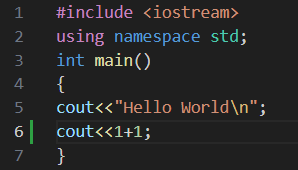 1 #include <iostream>
2 using namespace std;
3 int main()
4 {
5 cout<<"Hello World\n";
6 cout<<1+1;
7 }